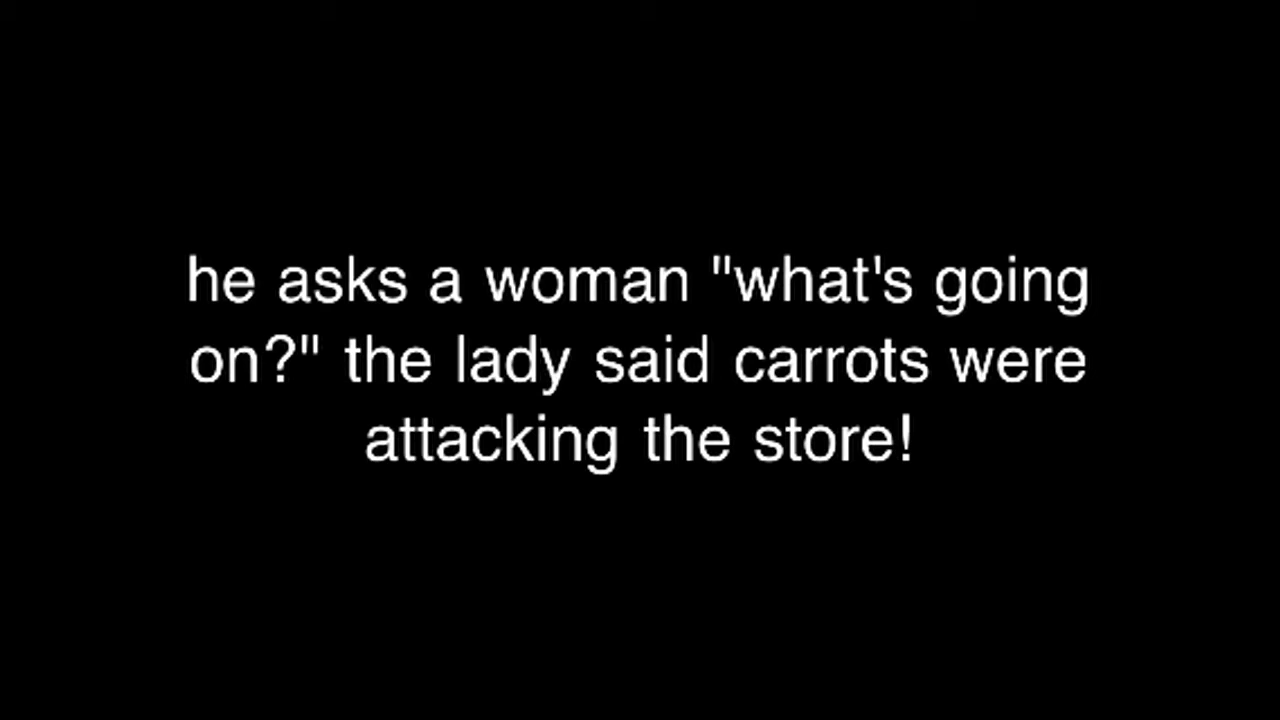 he asks a woman "what's going
on?" the lady said carrots were
attacking the store!